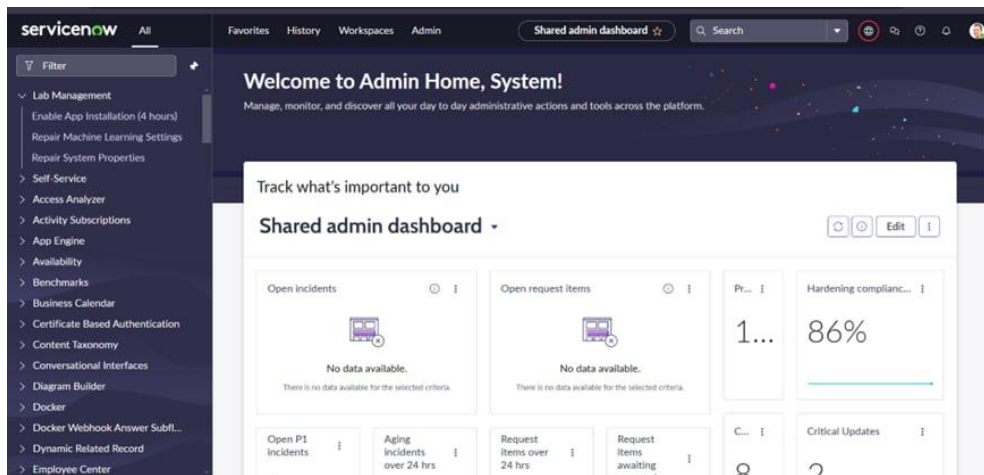 servicenow
All
Favorites History Workspaces Admin
Shared admin dashboard
Search
Filter
Lab Management
Enable App Installation (4 hours)
Repair Machine Learning Settings
Repair System Properties
Self-Service
Access Analyzer
Activity Subscriptions
App Engine
Availability
Benchmarks
Business Calendar
Certificate Based Authentication
Content Taxonomy
Conversational Interfaces
Diagram Builder
Docker
Docker Webhook Answer Subfl...
Dynamic Related Record
Employee Center
Welcome to Admin Home, System!
Manage, monitor, and discover all your day to day administrative actions and tools across the platform.
Track what's important to you
Shared admin dashboard
Edit
Open incidents
No data available.
There is no data available for the selected criteria.
Open request items
No data available.
There is no data available for the selected criteria.
Pr...
1...
Hardening complianc...
86%
Open P1
incidents
Aging
incidents
over 24 hrs
Request
items over
24 hrs
Request
items
awaiting
C...
Critical Updates